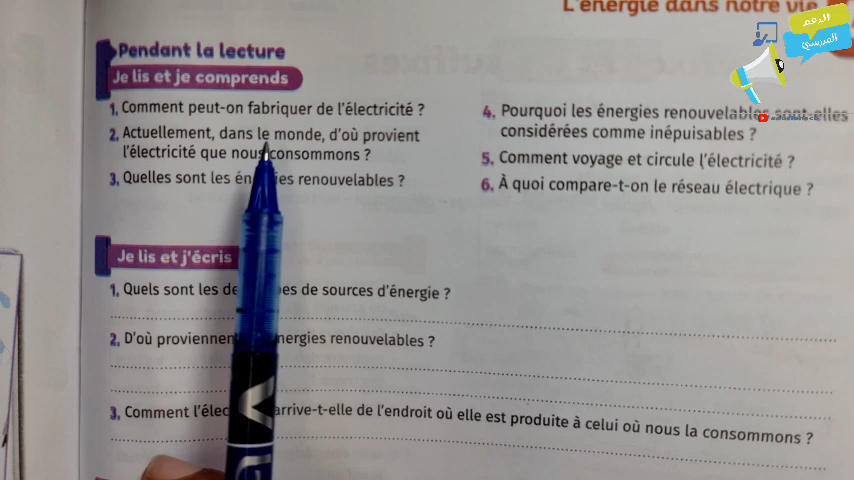 L'énergie dans notre vie
الدعم
المدرسي
Pendant la lecture
Je lis et je comprends
1. Comment peut-on fabriquer de l'électricité ?
2. Actuellement, dans le monde, d'où provient
l'électricité que nous consommons ?
3. Quelles sont les énergies renouvelables ?
4. Pourquoi les énergies renouvelables sont-elles
considérées comme inépuisables ?
5. Comment voyage et circule l'électricité ?
6. À quoi compare-t-on le réseau électrique ?
Je lis et j'écris
1. Quels sont les de sources d'énergie ?
2. D'où proviennent énergies renouvelables ?
3. Comment arrive-t-elle de l'endroit où elle est produite à celui où nous la consommons ?
V